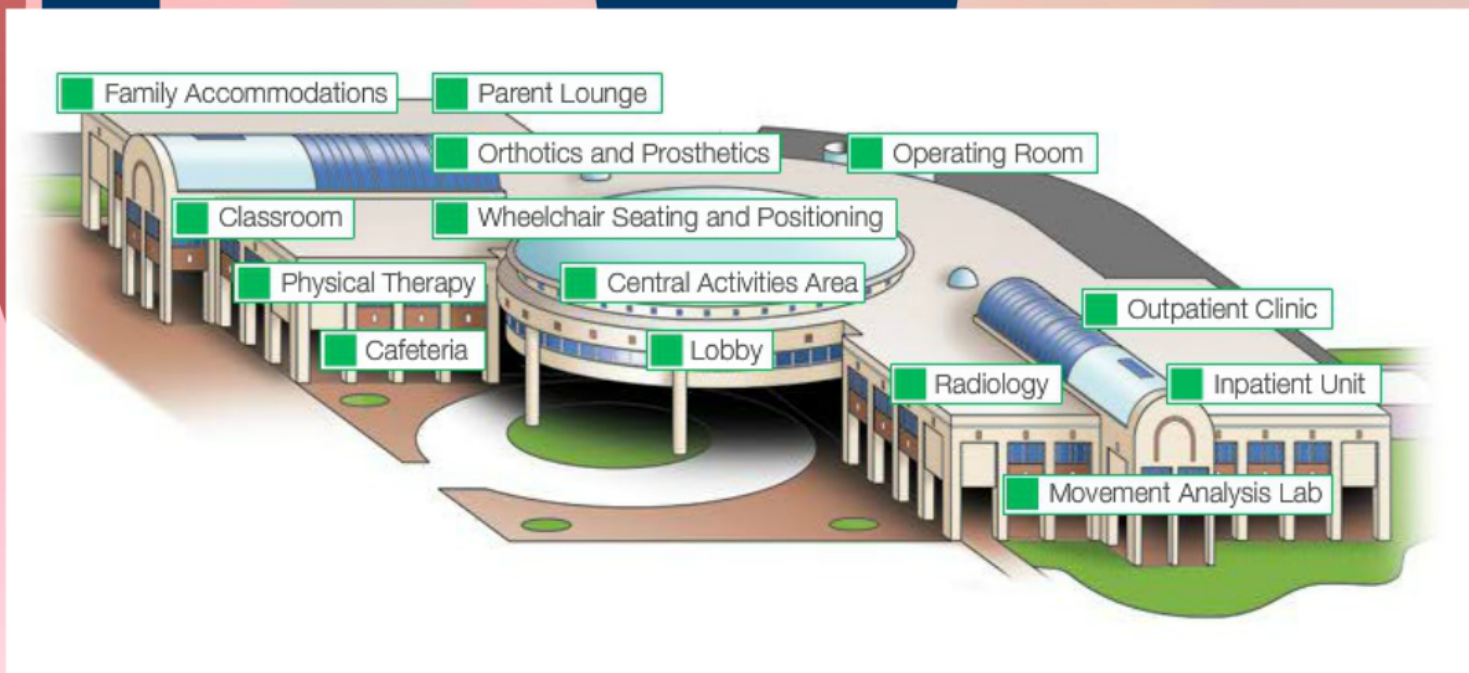 Family Accommodations
Parent Lounge
Orthotics and Prosthetics
Operating Room
Classroom
Wheelchair Seating and Positioning
Physical Therapy
Central Activities Area
Outpatient Clinic
Cafeteria
Lobby
Radiology
Inpatient Unit
Movement Analysis Lab